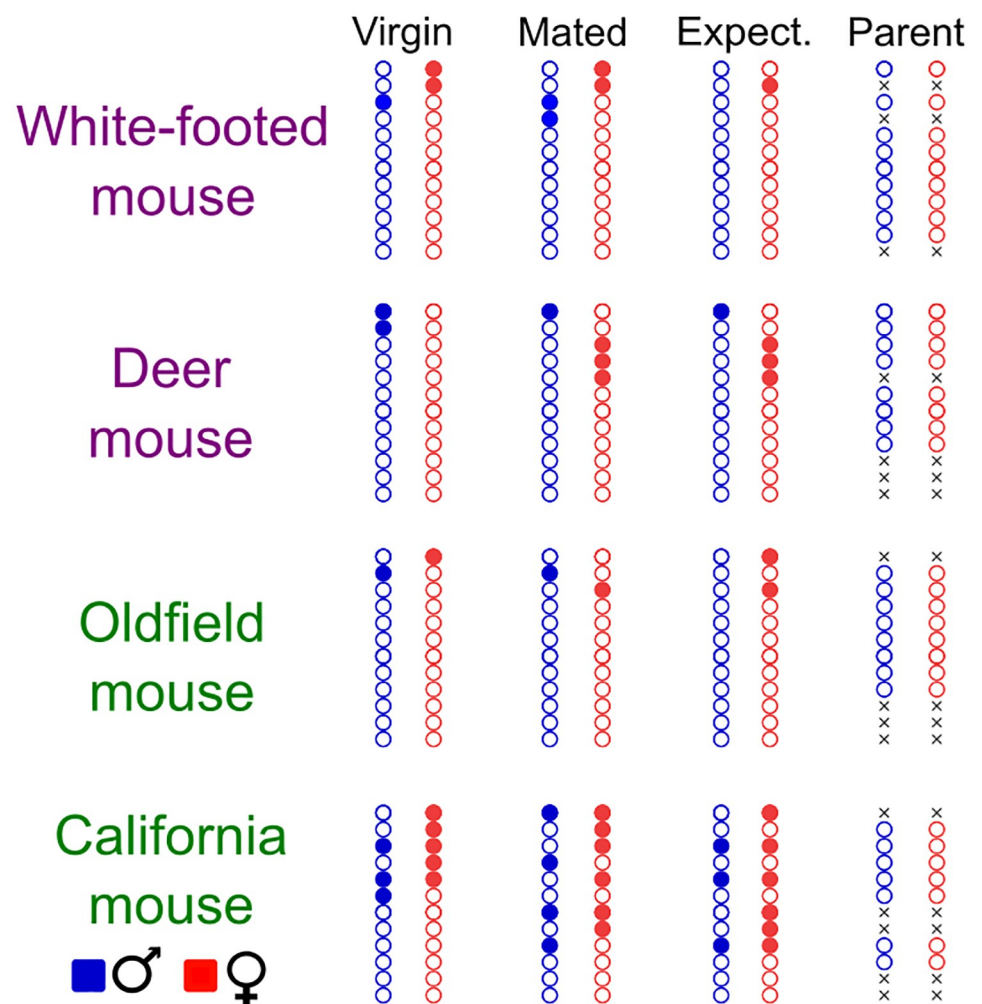 Virgin Mated Expect. Parent
White-footed
mouse
Deer
mouse
Oldfield
mouse
California
mouse
♂ ♀